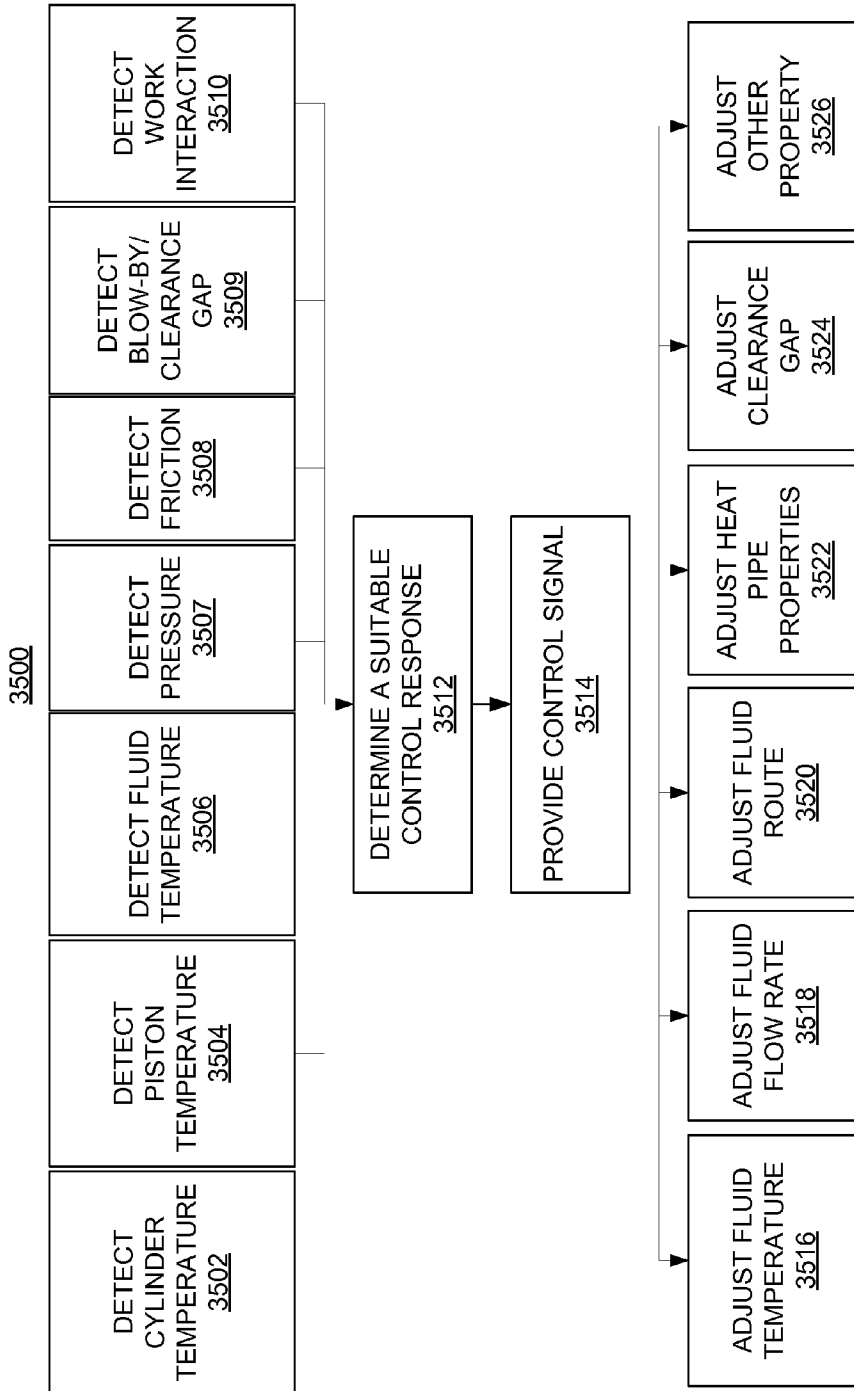 3500
DETECT
CYLINDER
TEMPERATURE
3502
DETECT
PISTON
TEMPERATURE
3504
DETECT FLUID
TEMPERATURE
3506
DETECT
PRESSURE
3507
DETECT
FRICTION
3508
DETECT
BLOW-BY/
CLEARANCE
GAP
3509
DETECT
WORK
INTERACTION
3510
DETERMINE A SUITABLE
CONTROL RESPONSE
3512
PROVIDE CONTROL SIGNAL
3514
ADJUST FLUID
TEMPERATURE
3516
ADJUST FLUID
FLOW RATE
3518
ADJUST FLUID
ROUTE
3520
ADJUST HEAT
PIPE
PROPERTIES
3522
ADJUST
CLEARANCE
GAP
3524
ADJUST
OTHER
PROPERTY
3526